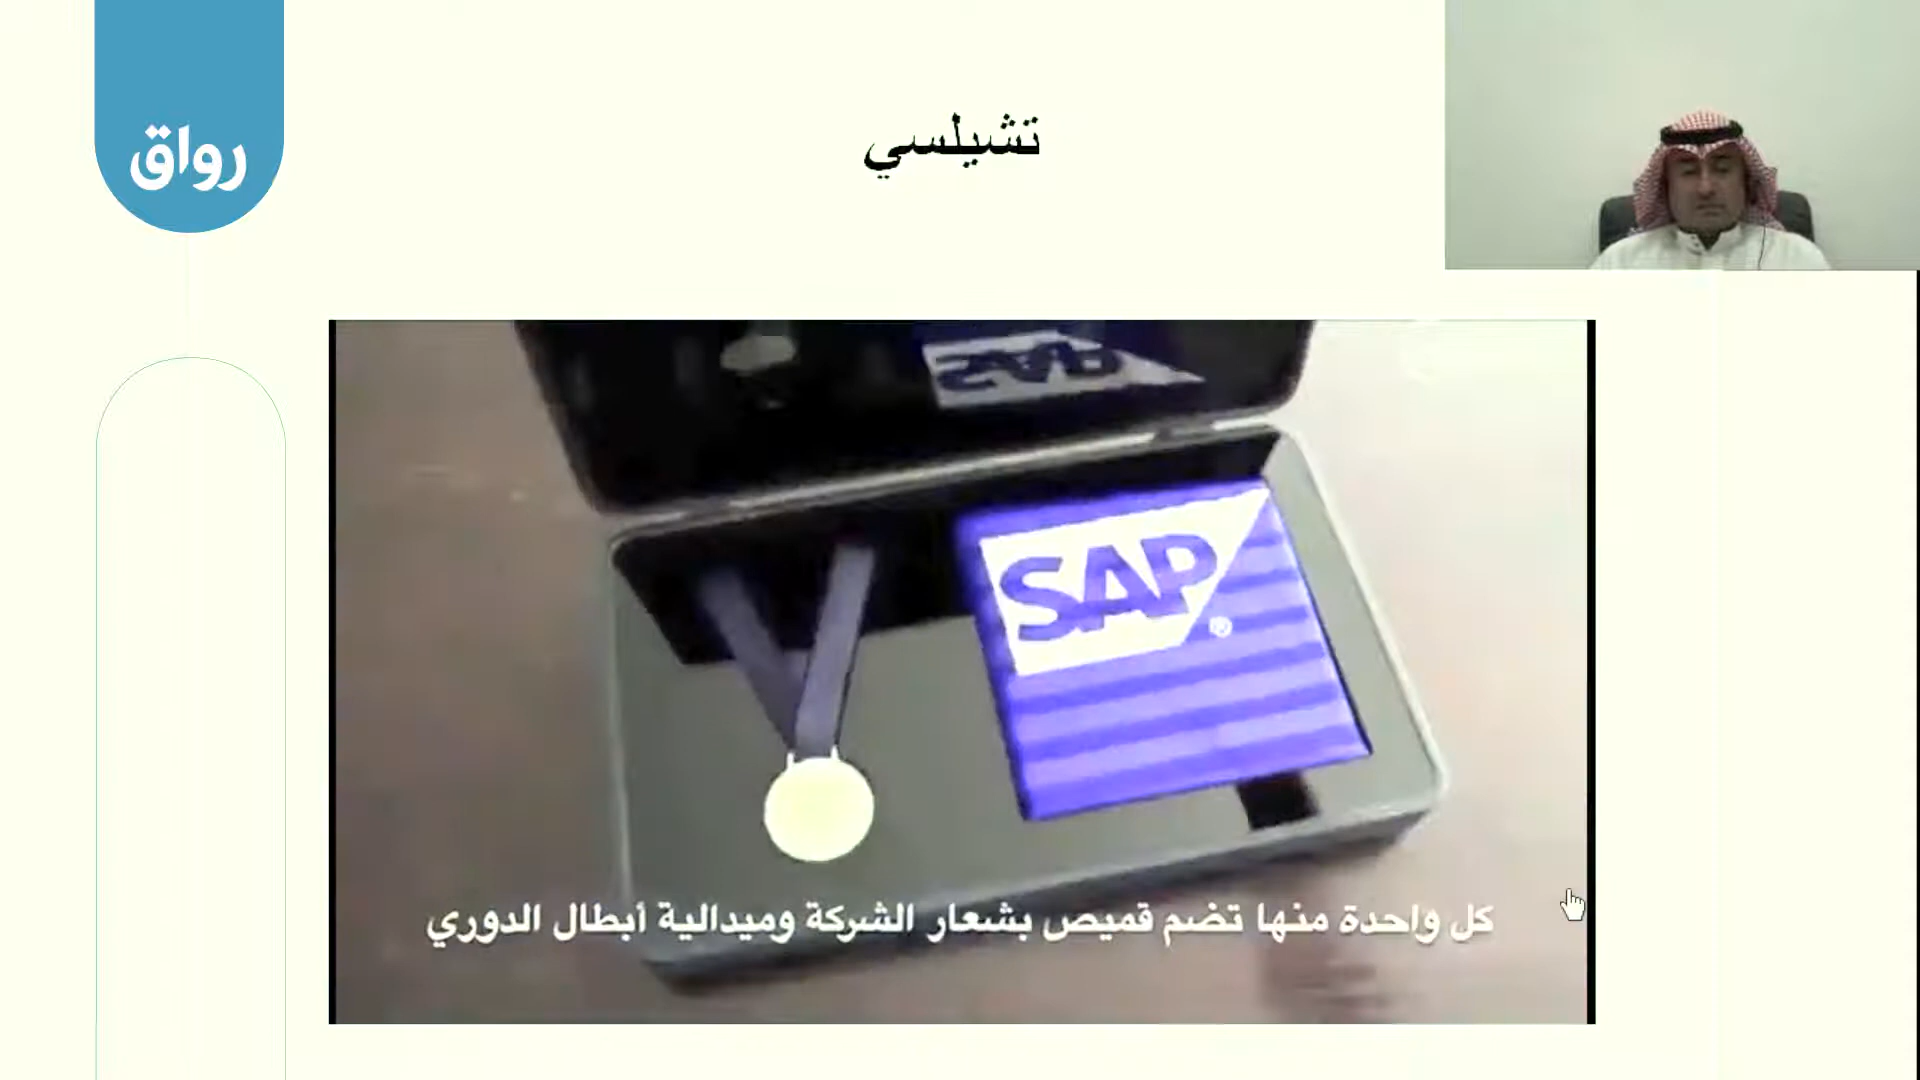 رواق
تشيلسي
SAP
SAP
®
كل واحدة منها تضم قميص بشعار الشركة وميدالية أبطال الدوري